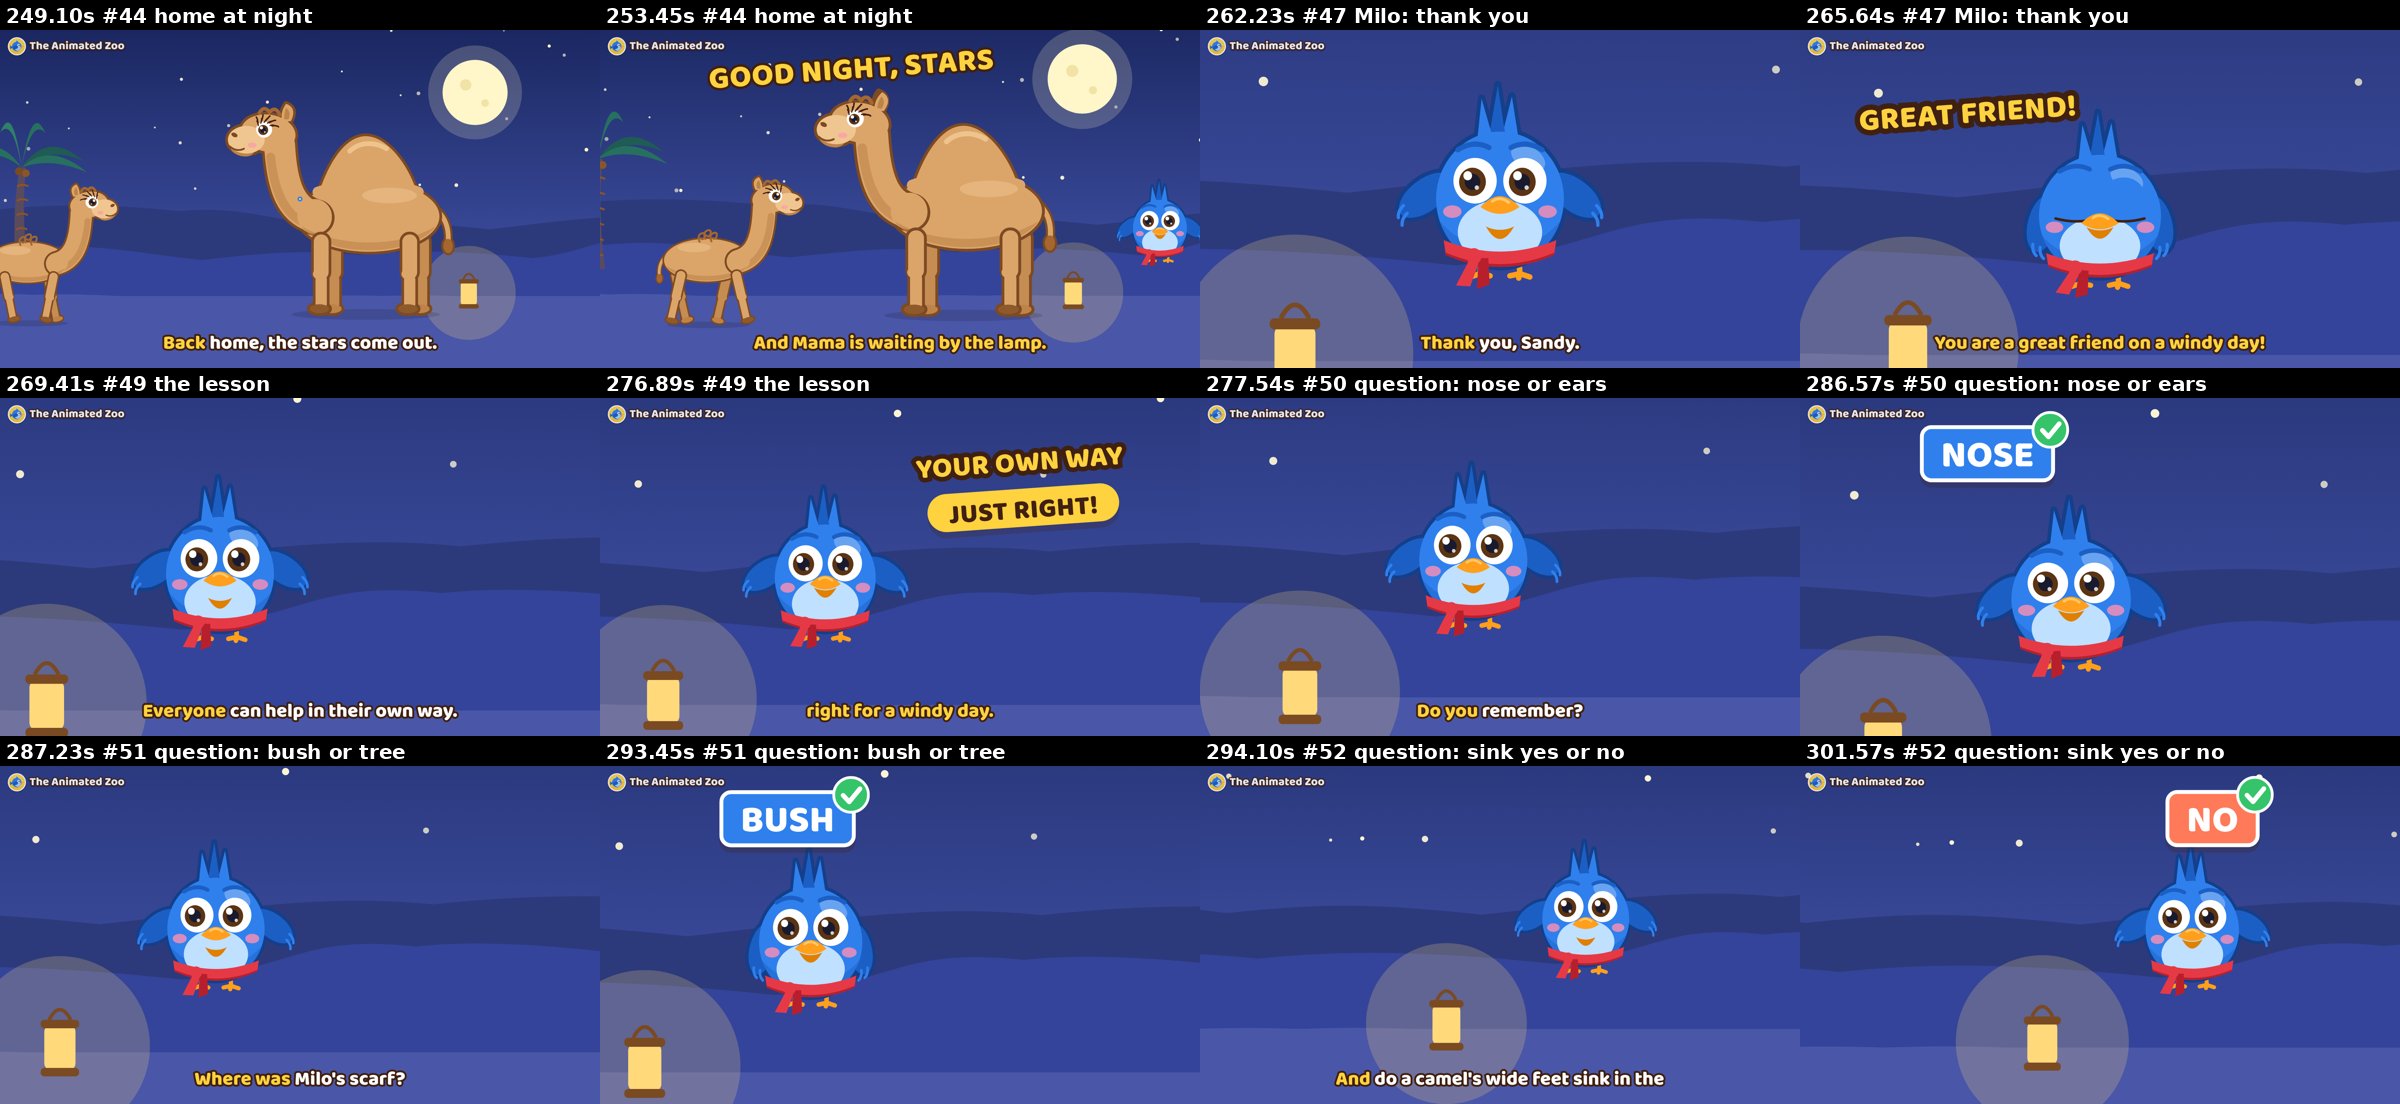 249.10s #44 home at night
The Animated Zoo
Back home, the stars come out.
253.45s #44 home at night
The Animated Zoo
GOOD NIGHT, STARS
And Mama is waiting by the lamp.
262.23s #47 Milo: thank you
The Animated Zoo
Thank you, Sandy.
265.64s #47 Milo: thank you
The Animated Zoo
GREAT FRIEND!
You are a great friend on a windy day!
269.41s #49 the lesson
The Animated Zoo
Everyone can help in their own way.
276.89s #49 the lesson
The Animated Zoo
YOUR OWN WAY
JUST RIGHT!
right for a windy day.
277.54s #50 question: nose or ears
The Animated Zoo
Do you remember?
286.57s #50 question: nose or ears
The Animated Zoo
NOSE
287.23s #51 question: bush or tree
The Animated Zoo
Where was Milo's scarf?
293.45s #51 question: bush or tree
The Animated Zoo
BUSH
294.10s #52 question: sink yes or no
The Animated Zoo
And do a camel's wide feet sink in the
301.57s #52 question: sink yes or no
The Animated Zoo
NO